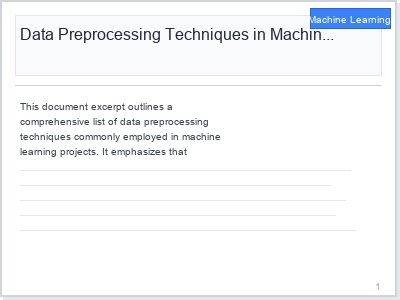 Machine Learning
Data Preprocessing Techniques in Machin...
This document excerpt outlines a
comprehensive list of data preprocessing
techniques commonly employed in machine
learning projects. It emphasizes that
1